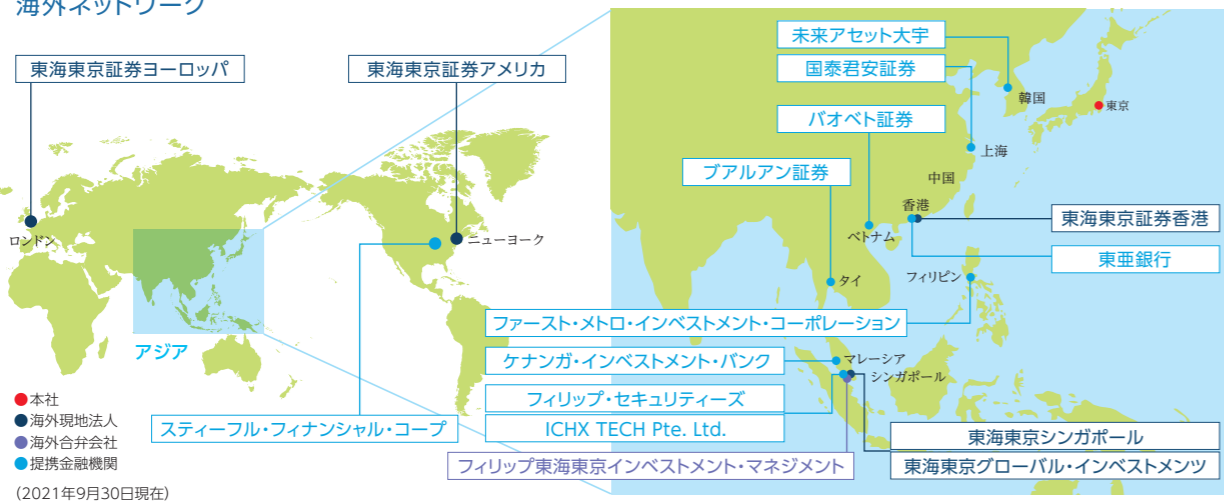 海外ネットワーク
東海東京証券ヨーロッパ
東海東京証券アメリカ
ロンドン
ニューヨーク
アジア
スティーフル・フィナンシャル・コープ
本社
海外現地法人
海外合弁会社
提携金融機関
(2021年9月30日現在)
未来アセット大宇
国泰君安証券
バオベト証券
ブアルアン証券
韓国
東京
上海
中国
香港
東海東京証券香港
ベトナム
東亜銀行
タイ
フィリピン
ファースト・メトロ・インベストメント・コーポレーション
ケナンガ・インベストメント・バンク
マレーシア
シンガポール
フィリップ・セキュリティーズ
ICHX TECH Pte. Ltd.
東海東京シンガポール
フィリップ東海東京インベストメント・マネジメント
東海東京グローバル・インベストメンツ